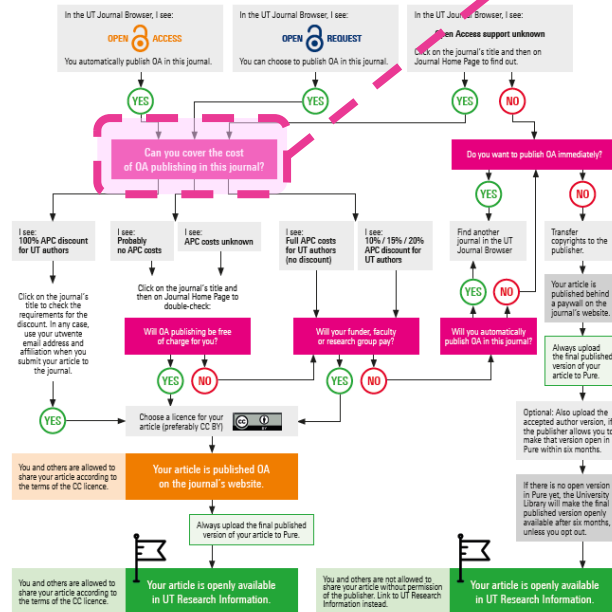 In the UT Journal Browser, I see:
OPEN ACCESS
You automatically publish OA in this journal.
In the UT Journal Browser, I see:
OPEN REQUEST
You can choose to publish OA in this journal.
In the UT Journal Browser, I see:
Open Access support unknown
Click on the journal's title and then on
Journal Home Page to find out.
YES
YES
YES
NO
Can you cover the cost
of OA publishing in this journal?
Do you want to publish OA immediately?
YES
NO
I see:
100% APC discount
for UT authors
I see:
Probably
no APC costs
I see:
APC costs unknown
I see:
Full APC costs
for UT authors
(no discount)
I see:
10% / 15% / 20%
APC discount for
UT authors
Find another
journal in the UT
Journal Browser
Transfer
copyrights to the
publisher.
Click on the journal's
title to check the
requirements for the
discount. In any case,
use your utwente
email address and
affiliation when you
submit your article to
the journal.
Click on the journal's title and
then on Journal Home Page to
double-check:
YES
NO
Your article is
published behind
a paywall on the
journal's website.
Will OA publishing be free
of charge for you?
Will your funder, faculty
or research group pay?
Will you automatically
publish OA in this journal?
Always upload
the final published
version of your
article to Pure.
YES
NO
YES
NO
YES
Choose a licence for your
article (preferably CC BY)
cc
BY
Optional: Also upload the
accepted author version, if
the publisher allows you to
make that version open in
Pure within six months.
You and others are allowed to
share your article according to
the terms of the CC licence.
Your article is published OA
on the journal's website.
If there is no open version
in Pure yet, the University
Library will make the final
published version openly
available after six months,
unless you opt out.
Always upload the final published
version of your article to Pure.
You and others are allowed to
share your article according to
the terms of the CC licence.
Your article is openly available
in UT Research Information.
You and others are not allowed to
share your article without permission
of the publisher. Link to UT Research
Information instead.
Your article is openly available
in UT Research Information.